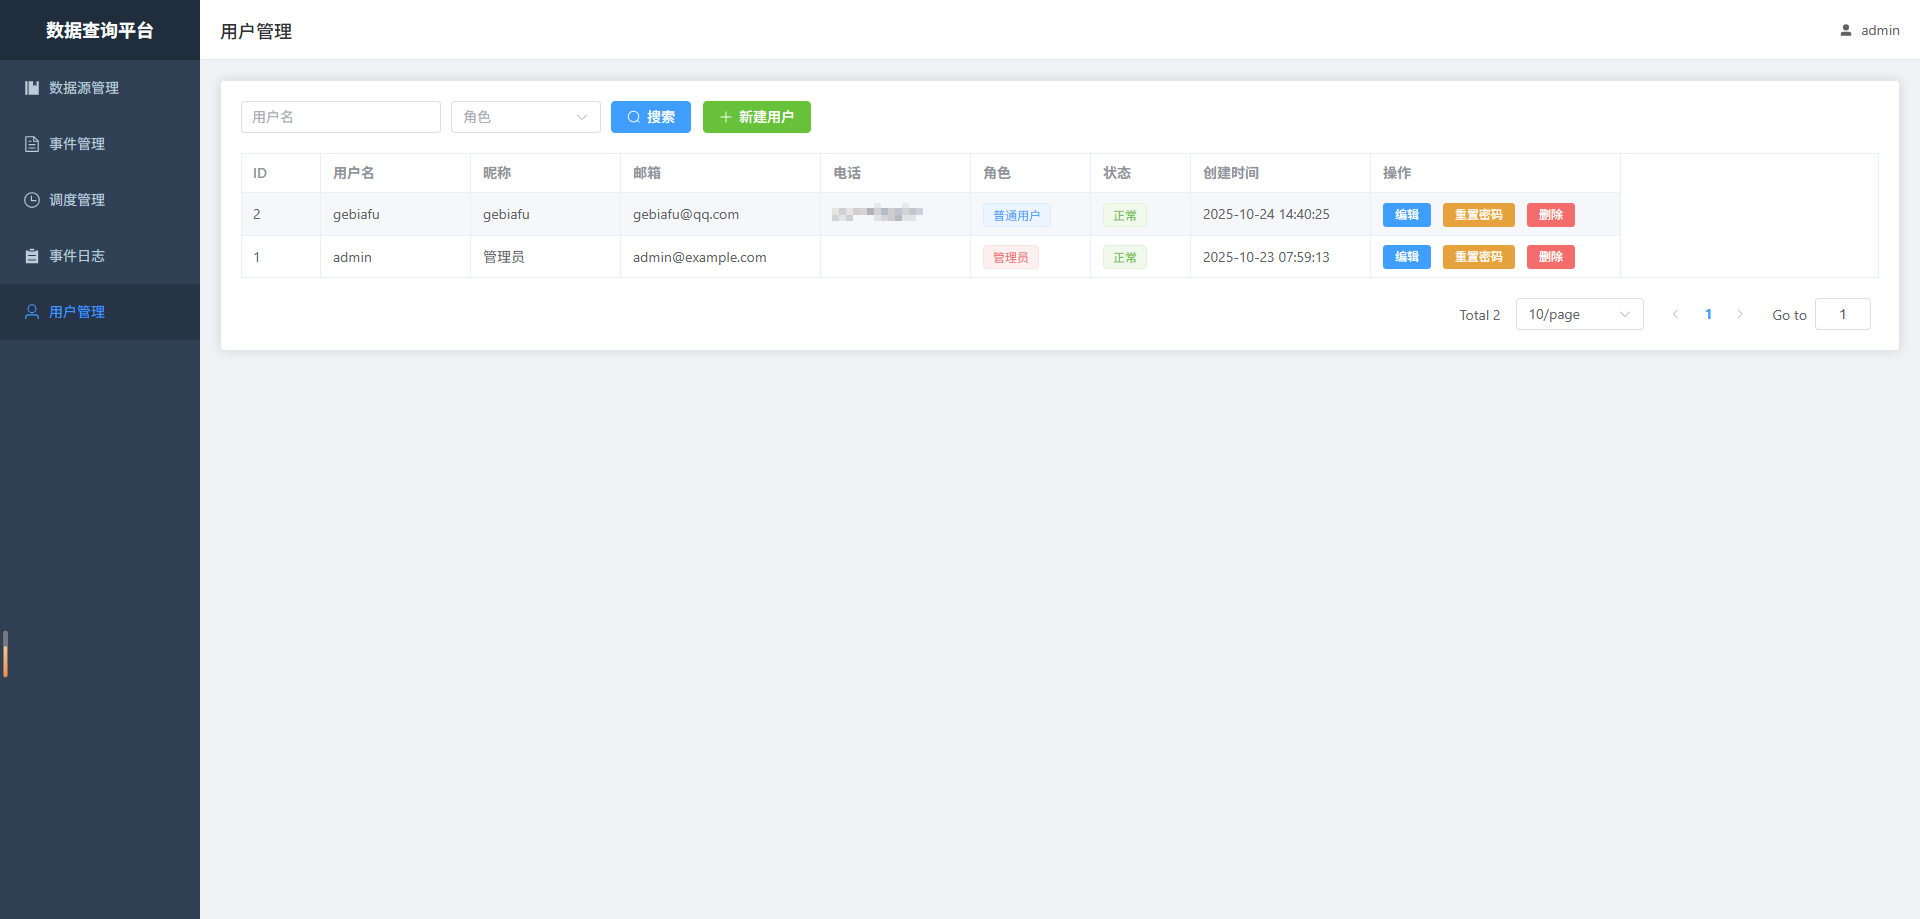 数据查询平台
用户管理
admin
数据源管理
事件管理
调度管理
事件日志
用户管理
用户名 角色 搜索 新建用户
ID 用户名 昵称 邮箱 电话 角色 状态 创建时间 操作
2 gebiafu gebiafu gebiafu@qq.com 普通用户 正常 2025-10-24 14:40:25 编辑 重置密码 删除
1 admin 管理员 admin@example.com 管理员 正常 2025-10-23 07:59:13 编辑 重置密码 删除
Total 2 10/page 1 Go to 1